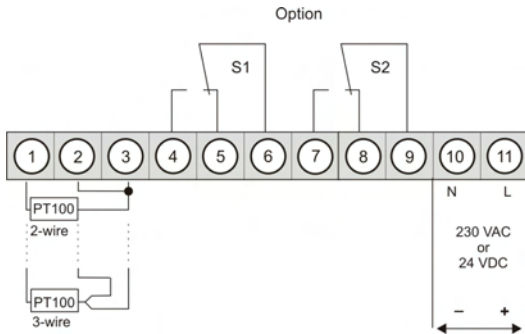 Option
S1 S2
1 2 3 4 5 6 7 8 9 10 11
N L
PT100
2-wire
230 VAC
or
24 VDC
PT100
3-wire
– +